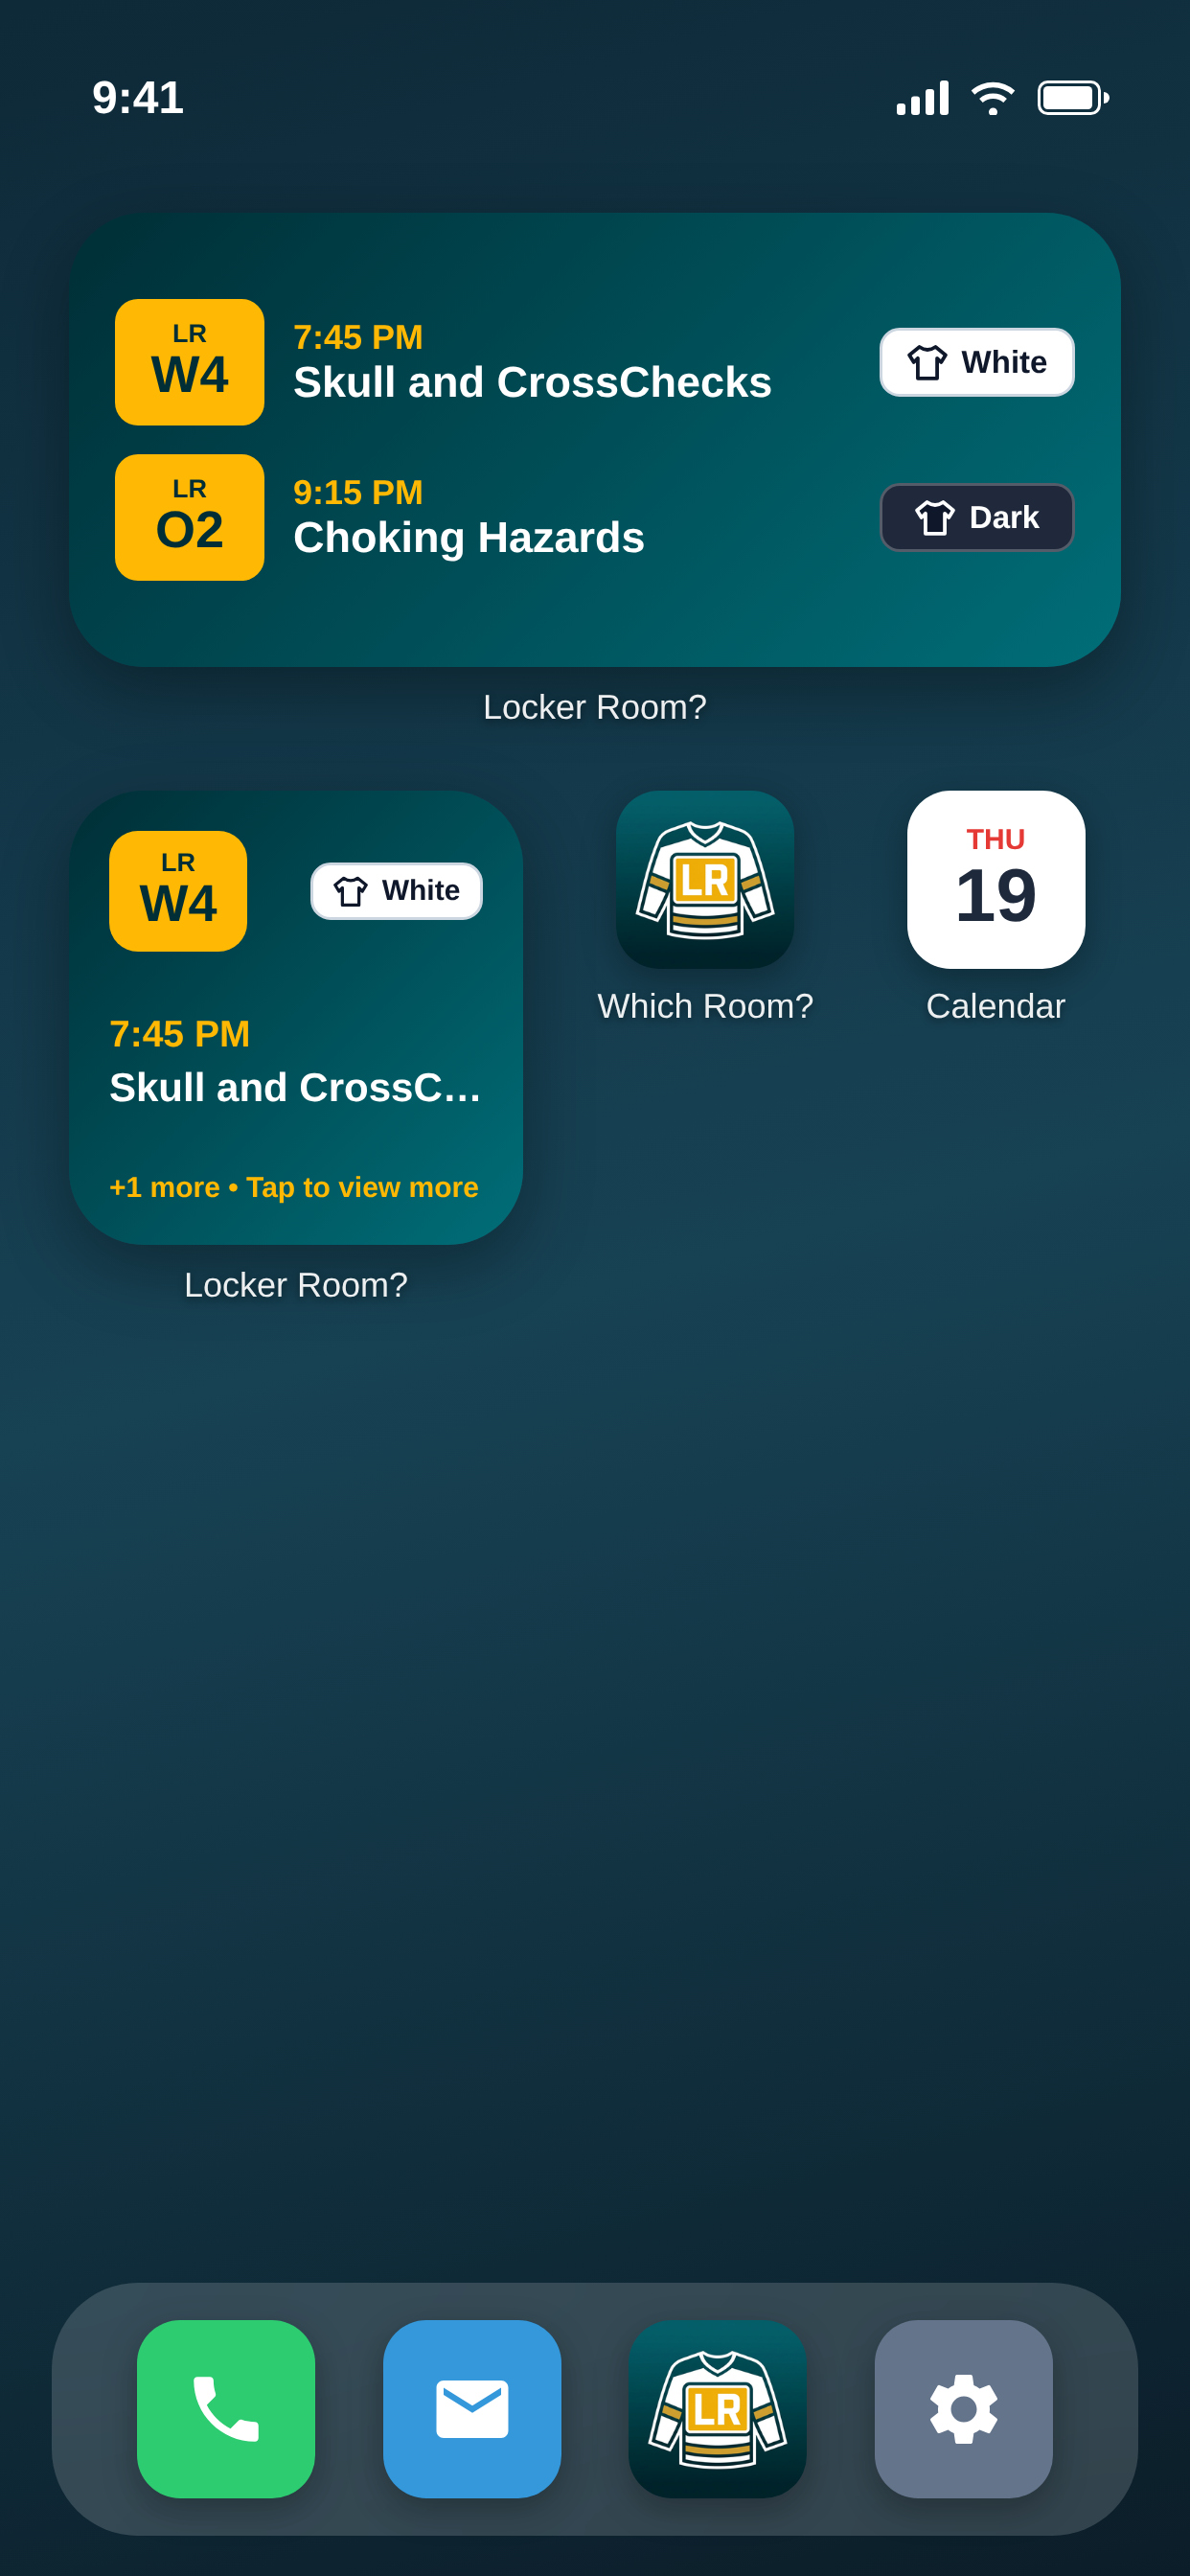 9:41
LR
W4
7:45 PM
Skull and CrossChecks
White
LR
O2
9:15 PM
Choking Hazards
Dark
Locker Room?
LR
W4
White
7:45 PM
Skull and CrossC...
+1 more • Tap to view more
Locker Room?
LR
Which Room?
THU
19
Calendar
LR